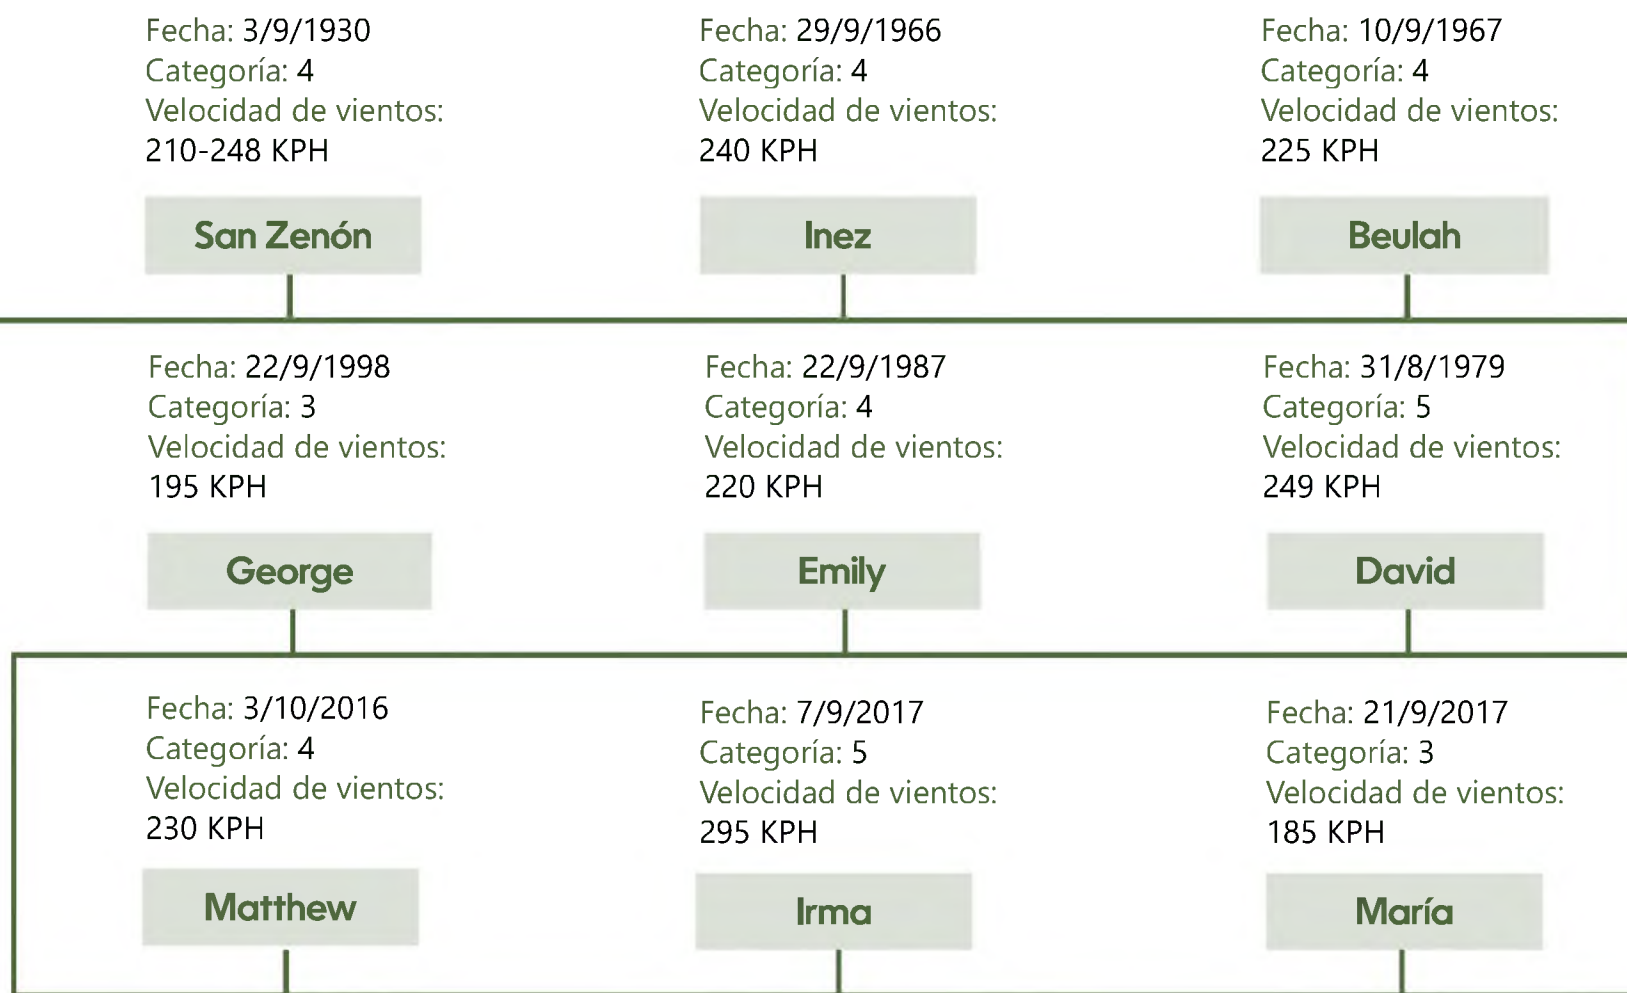 Fecha: 3/9/1930
Categoría: 4
Velocidad de vientos:
210-248 KPH
San Zenón
Fecha: 29/9/1966
Categoría: 4
Velocidad de vientos:
240 KPH
Inez
Fecha: 10/9/1967
Categoría: 4
Velocidad de vientos:
225 KPH
Beulah
Fecha: 22/9/1998
Categoría: 3
Velocidad de vientos:
195 KPH
George
Fecha: 22/9/1987
Categoría: 4
Velocidad de vientos:
220 KPH
Emily
Fecha: 31/8/1979
Categoría: 5
Velocidad de vientos:
249 KPH
David
Fecha: 3/10/2016
Categoría: 4
Velocidad de vientos:
230 KPH
Matthew
Fecha: 7/9/2017
Categoría: 5
Velocidad de vientos:
295 KPH
Irma
Fecha: 21/9/2017
Categoría: 3
Velocidad de vientos:
185 KPH
María